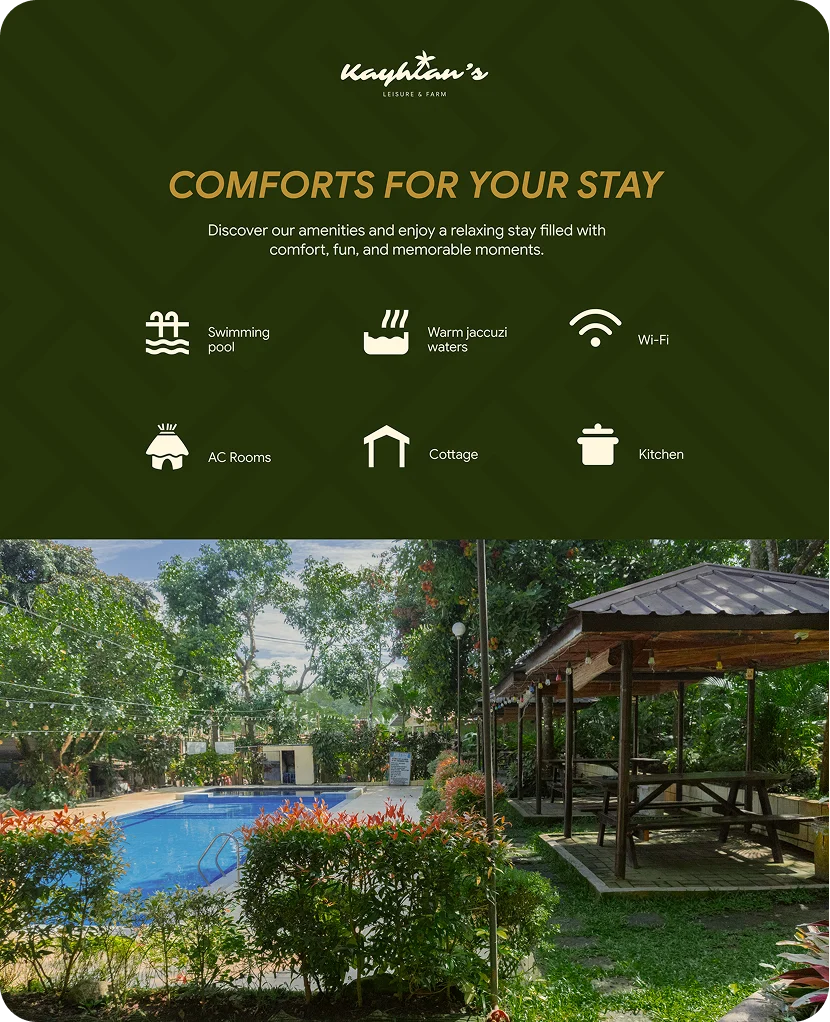 Kayhian's
LEISURE & FARM
COMFORTS FOR YOUR STAY
Discover our amenities and enjoy a relaxing stay filled with
comfort, fun, and memorable moments.
Swimming
pool
Warm jaccuzi
waters
Wi-Fi
AC Rooms
Cottage
Kitchen